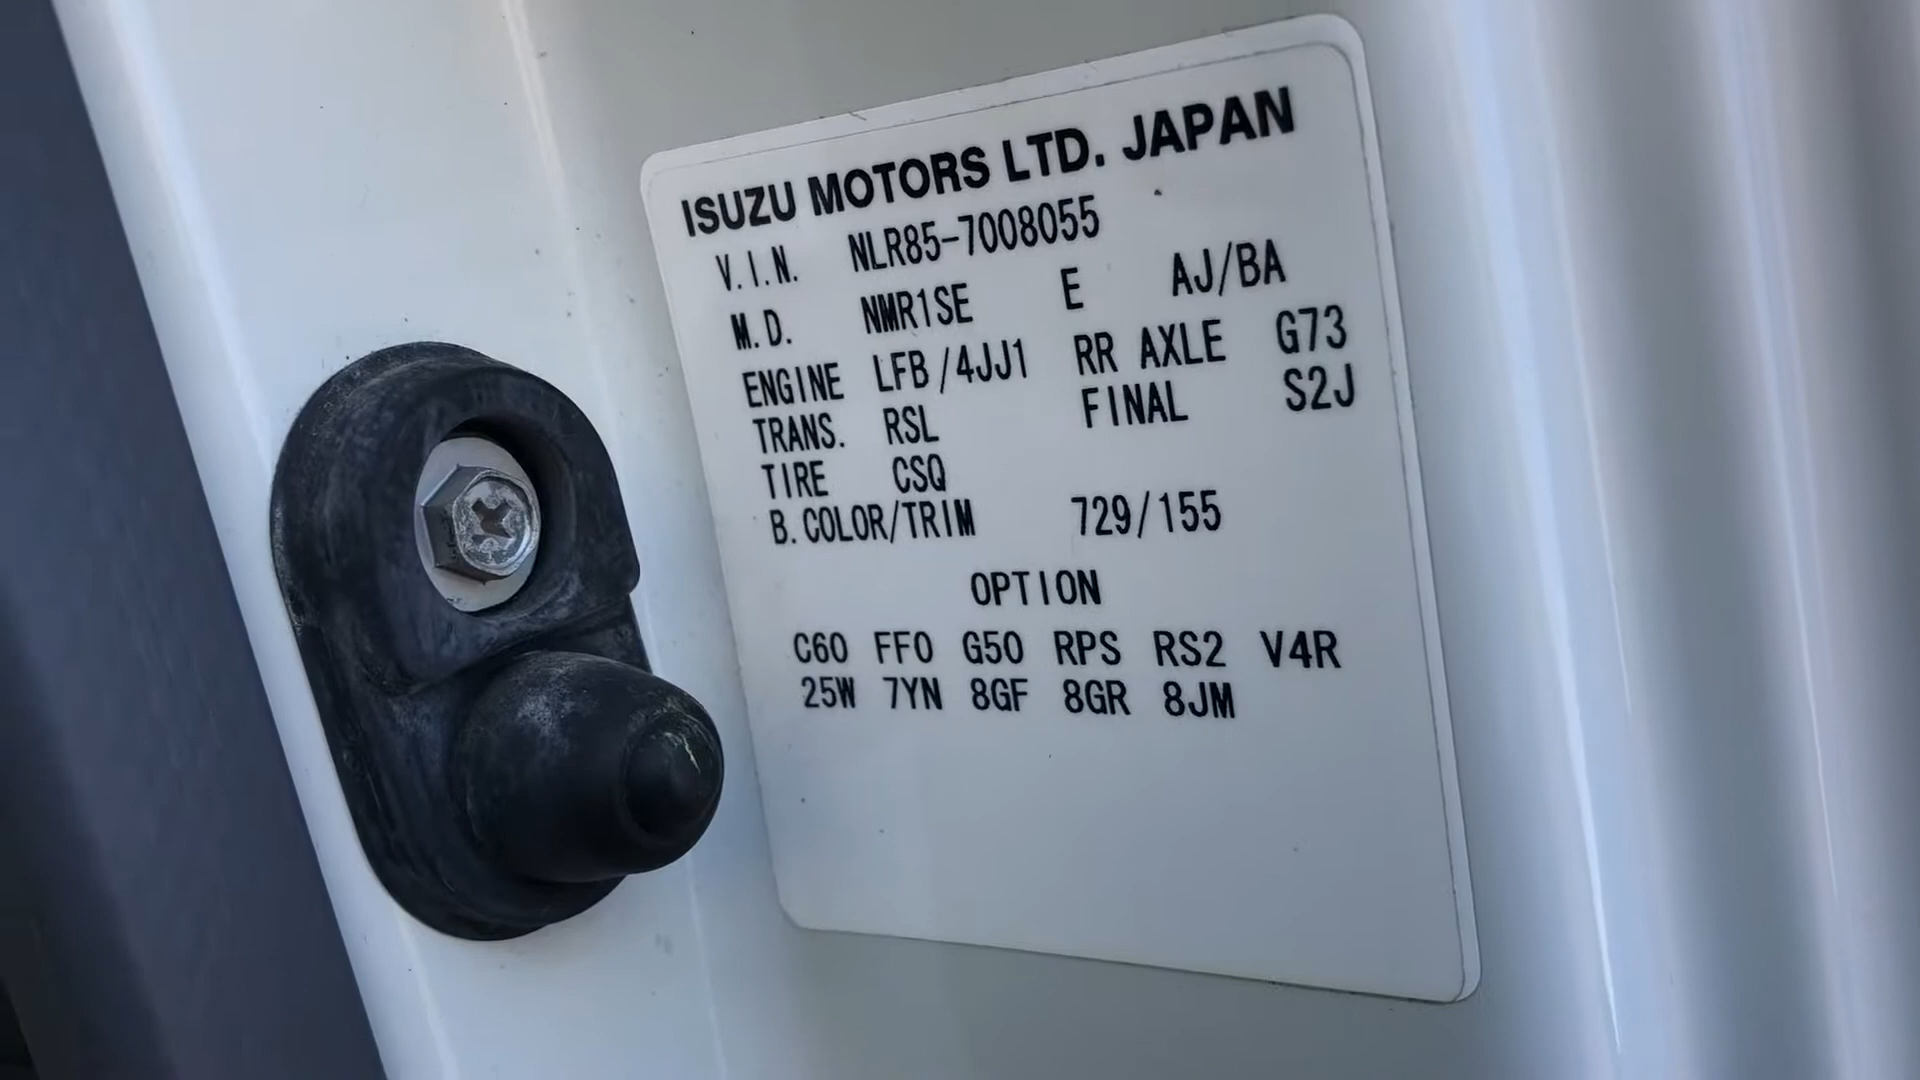 ISUZU MOTORS LTD. JAPAN
V.I.N. NLR85-7008055
M.D. NMR1SE E AJ/BA
ENGINE LFB/4JJ1 RR AXLE G73
TRANS. RSL FINAL S2J
TIRE CSQ
B.COLOR/TRIM 729/155
OPTION
C60 FF0 G50 RPS RS2 V4R
25W 7YN 8GF 8GR 8JM